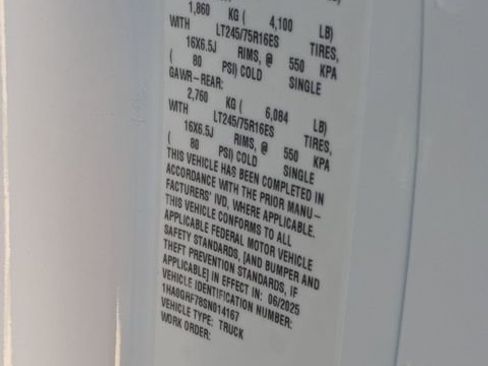 1,860 KG ( 4,100 LB)
WITH LT245/75R16ES TIRES,
16X6.5J RIMS, @ 550 KPA
( 80 PSI) COLD SINGLE
GAWR-REAR:
2,760 KG ( 6,084 LB)
WITH LT245/75R16ES TIRES,
16X6.5J RIMS, @ 550 KPA
( 80 PSI) COLD SINGLE
THIS VEHICLE HAS BEEN COMPLETED IN
ACCORDANCE WITH THE PRIOR MANU-
FACTURERS' IVD, WHERE APPLICABLE.
THIS VEHICLE CONFORMS TO ALL
APPLICABLE FEDERAL MOTOR VEHICLE
SAFETY STANDARDS, [AND BUMPER AND
THEFT PREVENTION STANDARDS, IF
APPLICABLE] IN EFFECT IN: 06/2025
VEHICLE IDENTIFICATION NUMBER:
1HA0GRF78SN014167
VEHICLE TYPE: TRUCK
WORK ORDER: